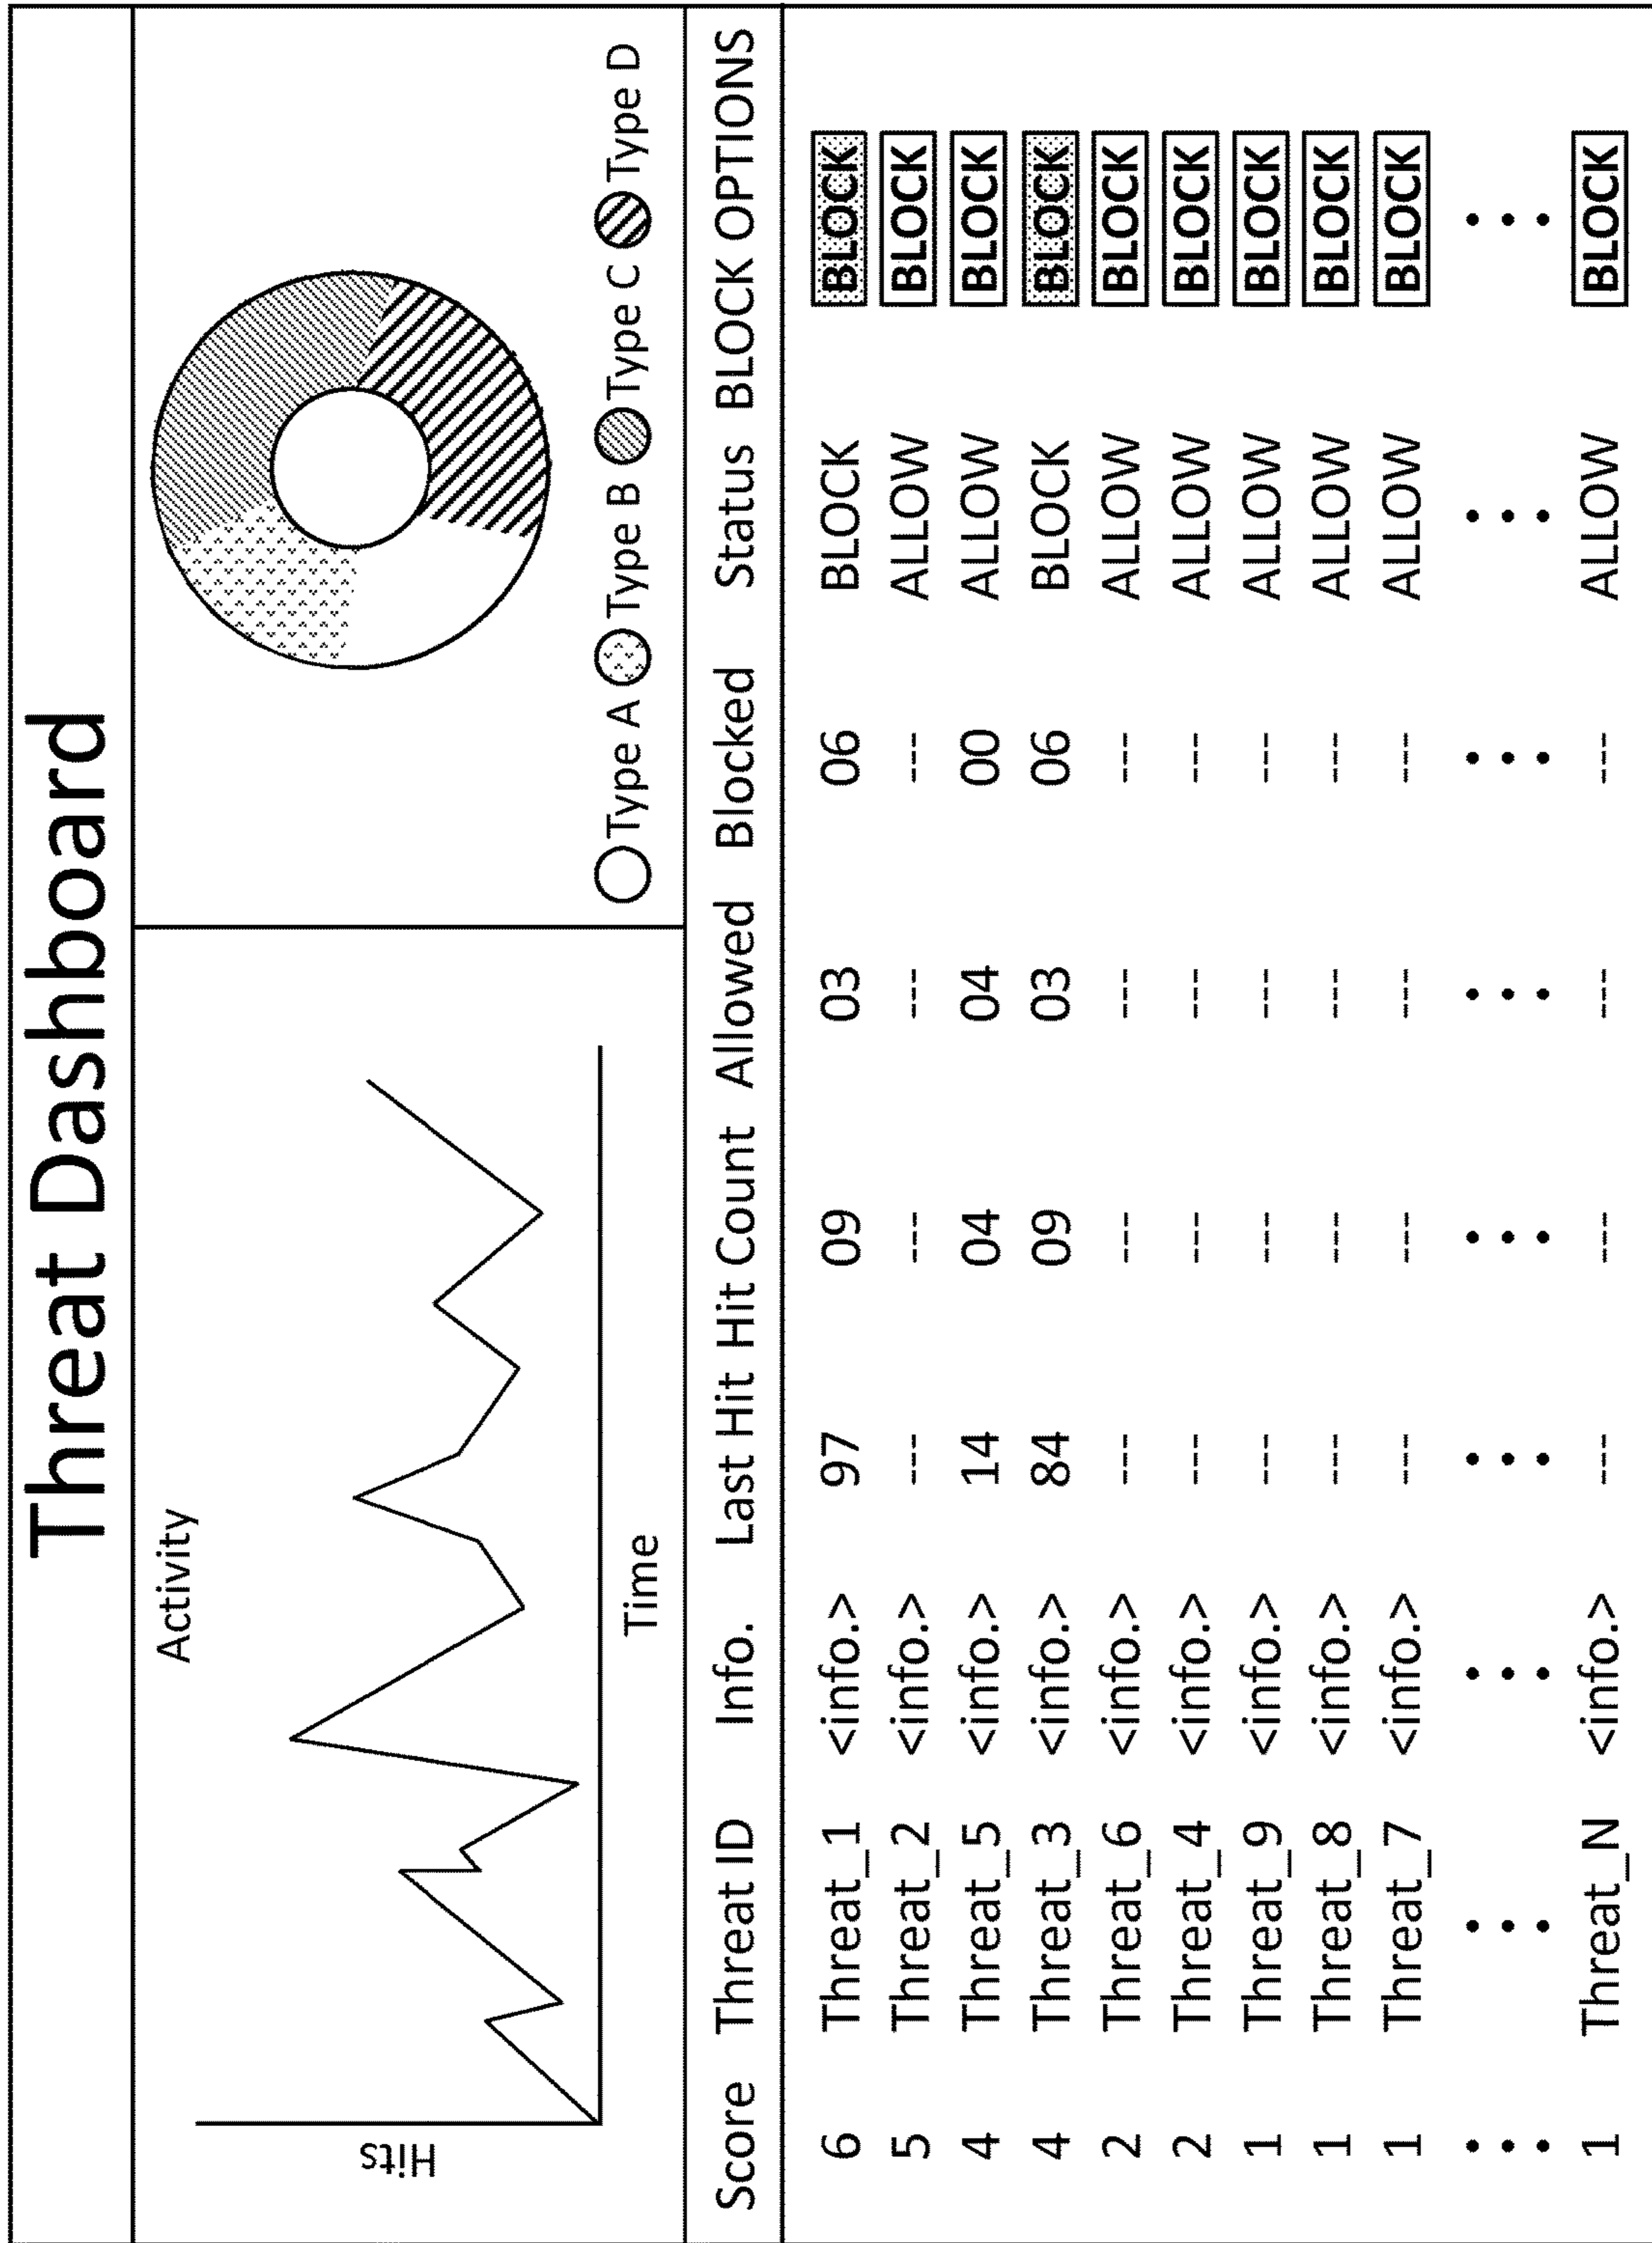 Threat Dashboard
Activity
Hits
Time
Type A Type B Type C Type D
Score Threat ID Info. Last Hit Hit Count Allowed Blocked Status BLOCK OPTIONS
6 Threat_1 <info.> 97 09 03 06 BLOCK BLOCK
5 Threat_2 <info.> --- --- --- --- ALLOW BLOCK
4 Threat_5 <info.> 14 04 04 00 ALLOW BLOCK
4 Threat_3 <info.> 84 09 03 06 BLOCK BLOCK
2 Threat_6 <info.> --- --- --- --- ALLOW BLOCK
2 Threat_4 <info.> --- --- --- --- ALLOW BLOCK
1 Threat_9 <info.> --- --- --- --- ALLOW BLOCK
1 Threat_8 <info.> --- --- --- --- ALLOW BLOCK
1 Threat_7 <info.> --- --- --- --- ALLOW BLOCK
1 Threat_N <info.> --- --- --- --- ALLOW BLOCK